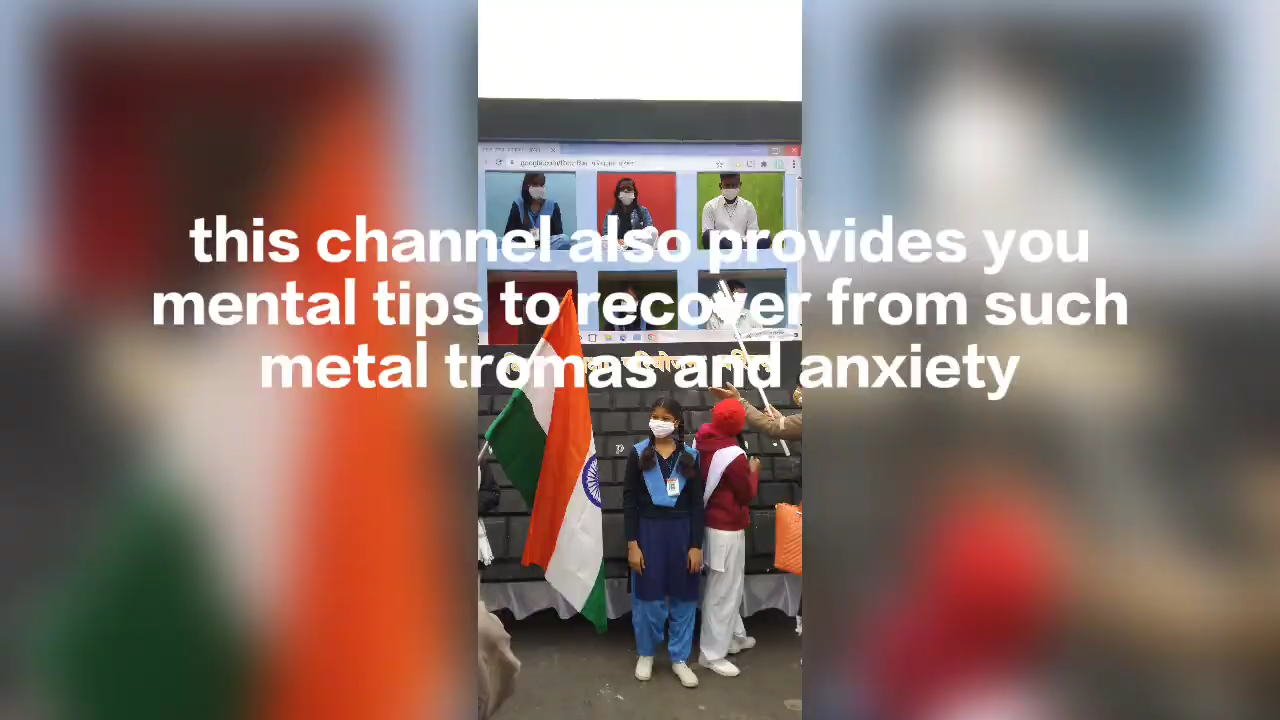 this channel also provides you
mental tips to recover from such
metal tromas and anxiety